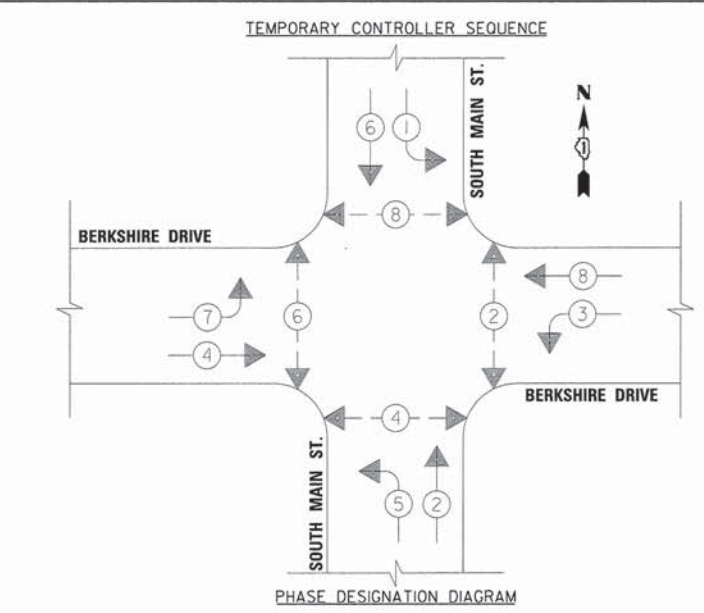 TEMPORARY CONTROLLER SEQUENCE
SOUTH MAIN ST.
N
6
1
8
BERKSHIRE DRIVE
8
7
6
2
3
4
BERKSHIRE DRIVE
4
SOUTH MAIN ST.
5
2
PHASE DESIGNATION DIAGRAM